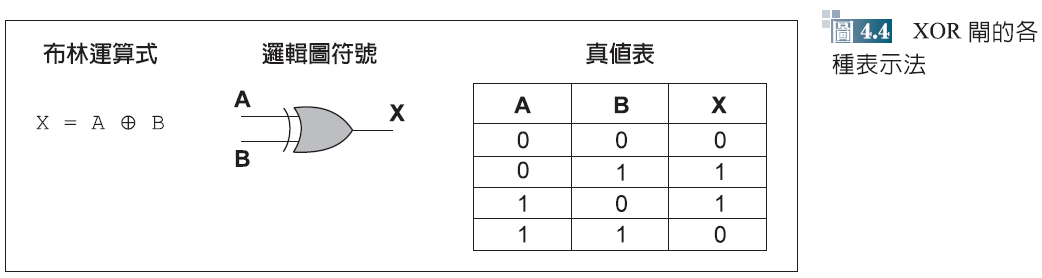 布林運算式 邏輯圖符號 真值表
X = A ⊕ B
A
B
X
A B X
0 0 0
0 1 1
1 0 1
1 1 0
圖 4.4 XOR 閘的各
種表示法